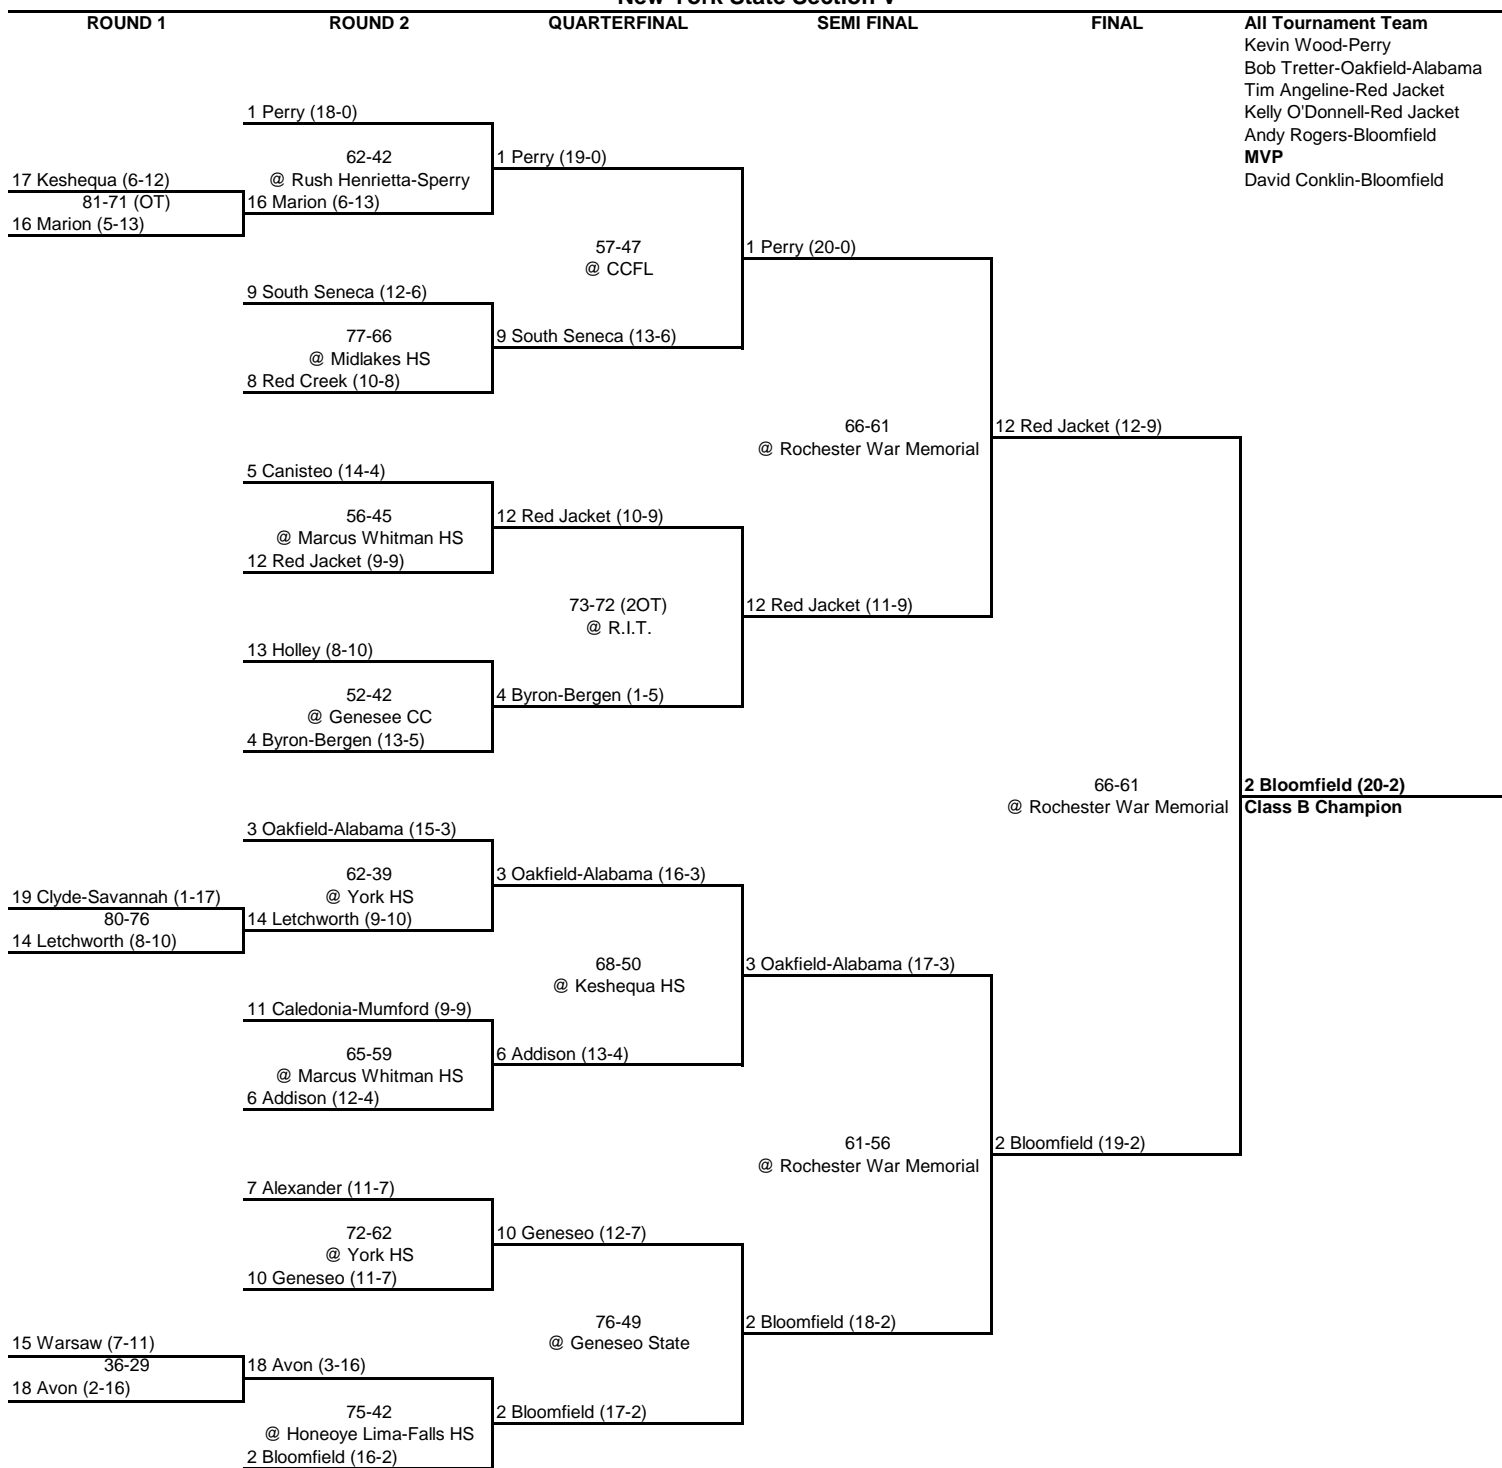 New York State Section V
ROUND 1 ROUND 2 QUARTERFINAL SEMI FINAL FINAL All Tournament Team
Kevin Wood-Perry
Bob Tretter-Oakfield-Alabama
Tim Angeline-Red Jacket
Kelly O'Donnell-Red Jacket
Andy Rogers-Bloomfield
MVP
David Conklin-Bloomfield
1 Perry (18-0)
62-42
@ Rush Henrietta-Sperry
1 Perry (19-0)
17 Keshequa (6-12)
81-71 (OT)
16 Marion (5-13)
16 Marion (6-13)
57-47
@ CCFL
1 Perry (20-0)
9 South Seneca (12-6)
77-66
@ Midlakes HS
9 South Seneca (13-6)
8 Red Creek (10-8)
66-61
@ Rochester War Memorial
12 Red Jacket (12-9)
5 Canisteo (14-4)
56-45
@ Marcus Whitman HS
12 Red Jacket (10-9)
12 Red Jacket (9-9)
73-72 (2OT)
@ R.I.T.
12 Red Jacket (11-9)
13 Holley (8-10)
52-42
@ Genesee CC
4 Byron-Bergen (1-5)
4 Byron-Bergen (13-5)
66-61
@ Rochester War Memorial
2 Bloomfield (20-2)
Class B Champion
3 Oakfield-Alabama (15-3)
62-39
@ York HS
3 Oakfield-Alabama (16-3)
19 Clyde-Savannah (1-17)
80-76
14 Letchworth (8-10)
14 Letchworth (9-10)
68-50
@ Keshequa HS
3 Oakfield-Alabama (17-3)
11 Caledonia-Mumford (9-9)
65-59
@ Marcus Whitman HS
6 Addison (13-4)
6 Addison (12-4)
61-56
@ Rochester War Memorial
2 Bloomfield (19-2)
7 Alexander (11-7)
72-62
@ York HS
10 Geneseo (12-7)
10 Geneseo (11-7)
76-49
@ Geneseo State
2 Bloomfield (18-2)
15 Warsaw (7-11)
36-29
18 Avon (2-16)
18 Avon (3-16)
75-42
@ Honeoye Lima-Falls HS
2 Bloomfield (17-2)
2 Bloomfield (16-2)